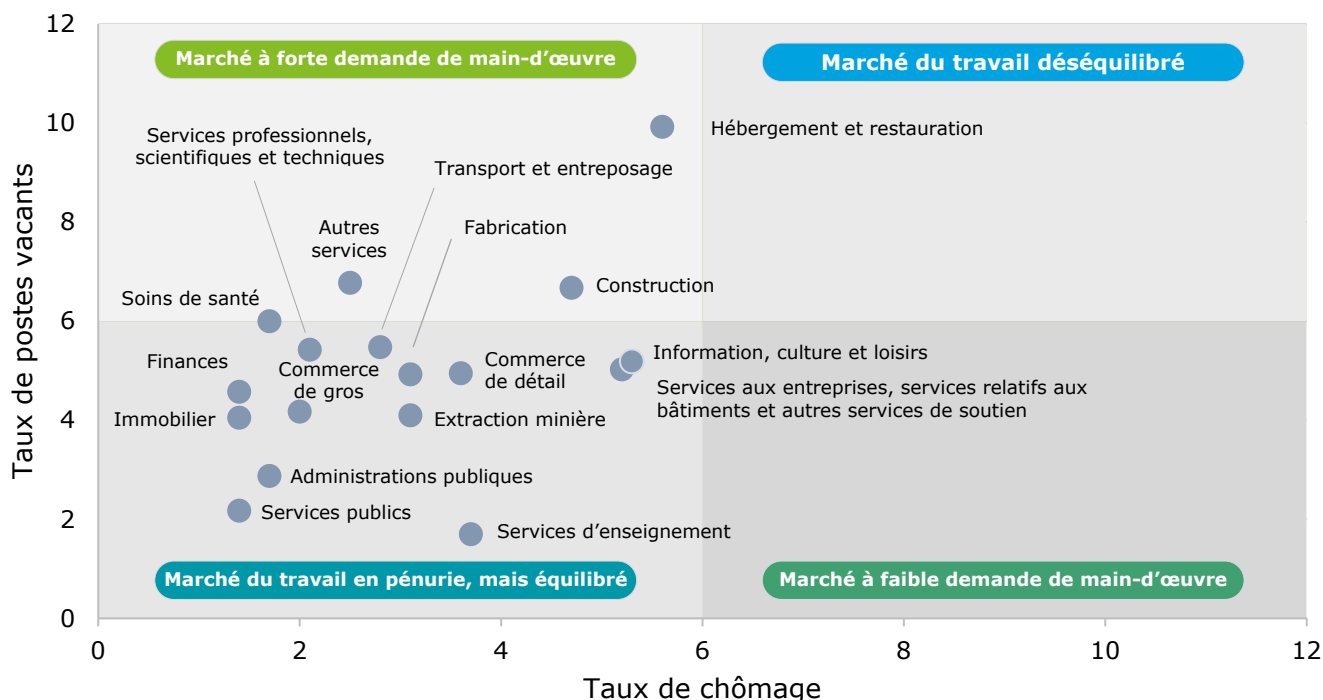 Taux de postes vacants
12
10
8
6
4
2
0
Marché à forte demande de main-d’œuvre
Marché du travail déséquilibré
Hébergement et restauration
Services professionnels,
scientifiques et techniques
Transport et entreposage
Autres
services
Fabrication
Construction
Soins de santé
Finances
Commerce
de gros
Commerce
de détail
Information, culture et loisirs
Services aux entreprises, services relatifs aux
bâtiments et autres services de soutien
Immobilier
Extraction minière
Administrations publiques
Services publics
Services d’enseignement
Marché du travail en pénurie, mais équilibré
Marché à faible demande de main-d’œuvre
0
2
4
6
8
10
12
Taux de chômage